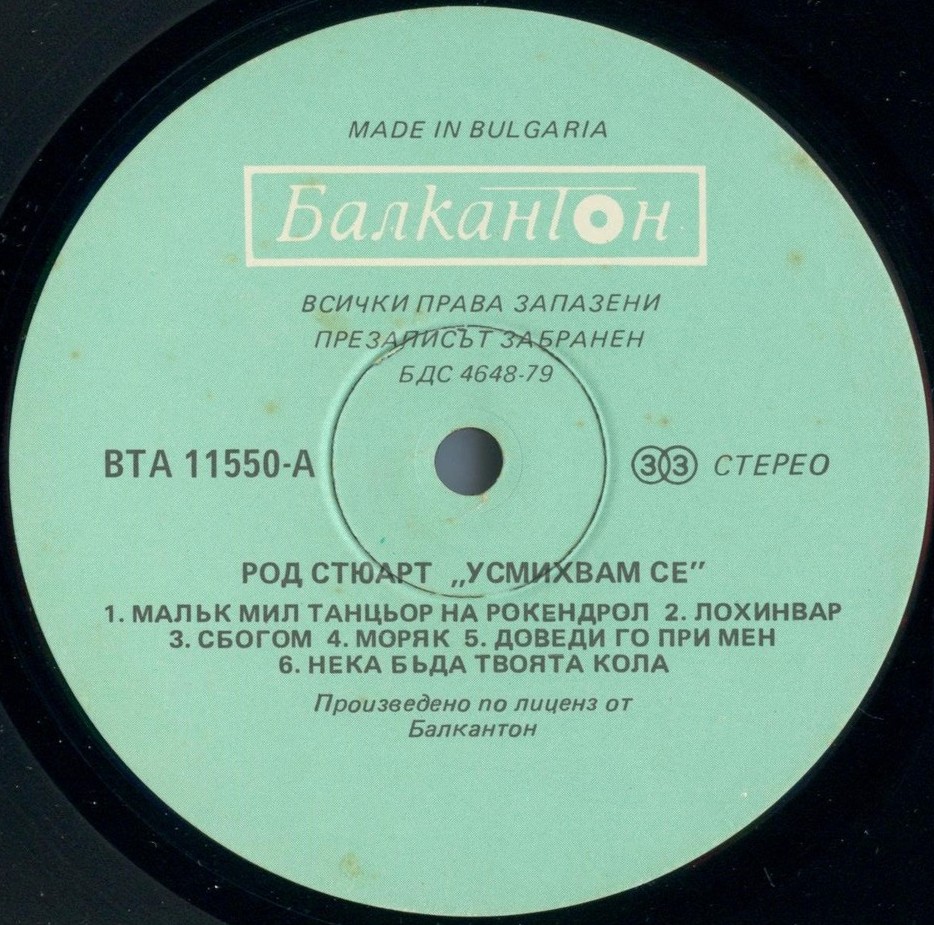 MADE IN BULGARIA
Балкантон
ВСИЧКИ ПРАВА ЗАПАЗЕНИ
ПРЕЗАПИСЪТ ЗАБРАНЕН
БДС 4648-79
ВТА 11550-А
33 СТЕРЕО
РОД СТЮАРТ „УСМИХВАМ СЕ”
1. МАЛЬК МИЛ ТАНЦЬОР НА РОКЕНДРОЛ 2. ЛОХИНВАР
3. СБОГОМ 4. МОРЯК 5. ДОВЕДИ ГО ПРИ МЕН
6. НЕКА БЬДА ТВОЯТА КОЛА
Произведено по лиценз от
Балкантон